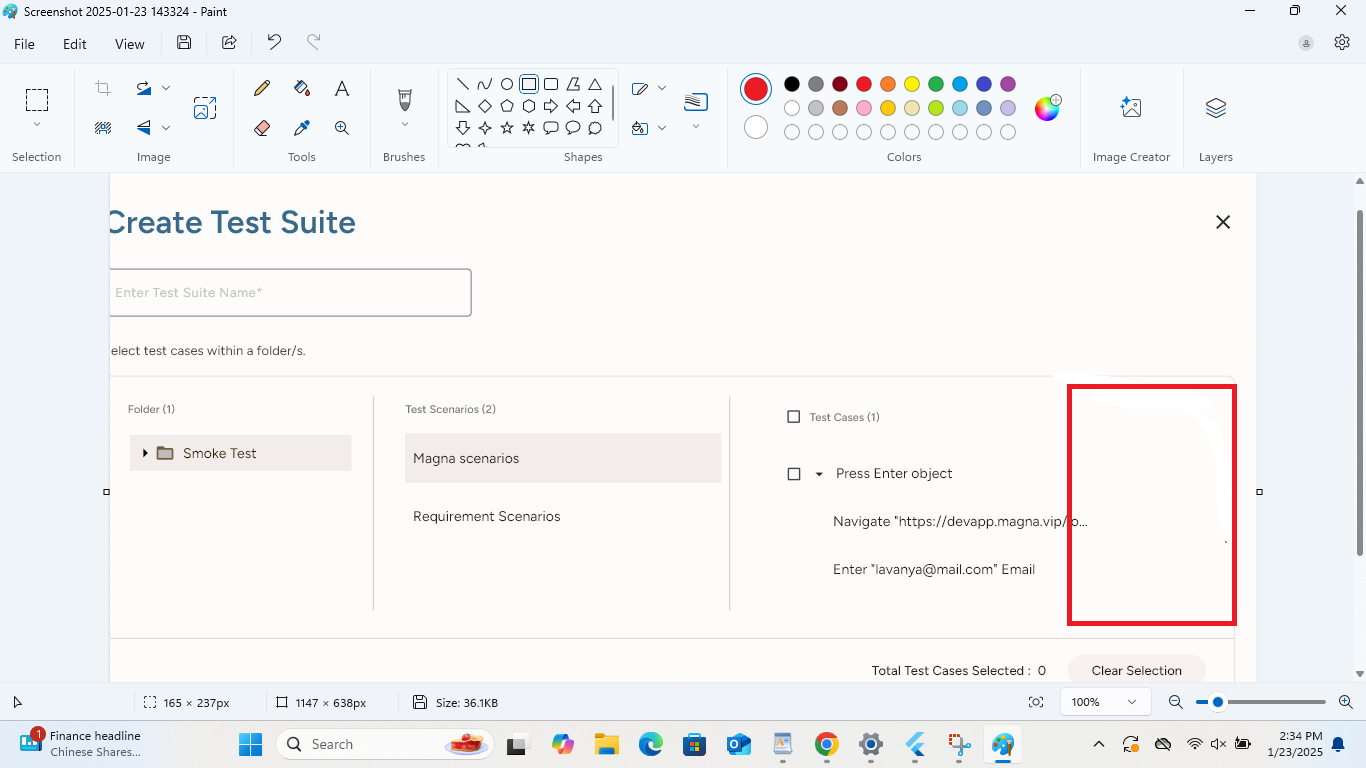 Screenshot 2025-01-23 143324 - Paint
File Edit View
Selection Image Tools Brushes Shapes Colors Image Creator Layers
Create Test Suite
Enter Test Suite Name*
elect test cases within a folder/s.
Folder (1) Test Scenarios (2) Test Cases (1)
Smoke Test Magna scenarios Press Enter object
Requirement Scenarios Navigate "https://devapp.magna.vip/lo...
Enter "lavanya@mail.com" Email
Total Test Cases Selected : 0 Clear Selection
165 × 237px 1147 × 638px Size: 36.1KB 100%
1 Finance headline
Chinese Shares...
Search
2:34 PM
1/23/2025